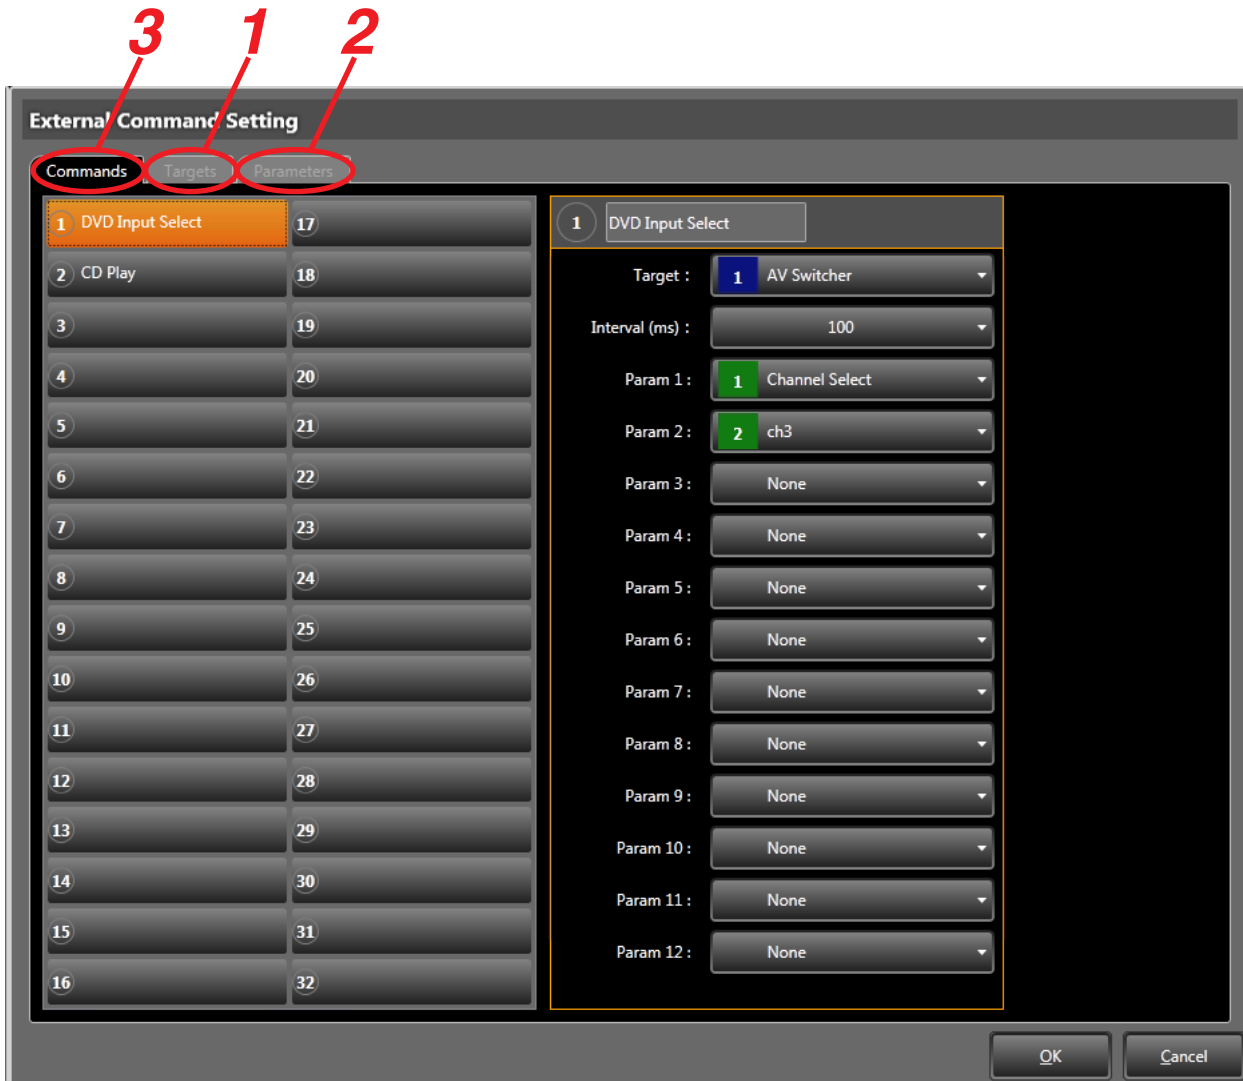 3 1 2
External Command Setting
Commands Targets Parameters
1 DVD Input Select
2 CD Play
3
4
5
6
7
8
9
10
11
12
13
14
15
16
17
18
19
20
21
22
23
24
25
26
27
28
29
30
31
32
1 DVD Input Select
Target : 1 AV Switcher
Interval (ms) : 100
Param 1 : 1 Channel Select
Param 2 : 2 ch3
Param 3 : None
Param 4 : None
Param 5 : None
Param 6 : None
Param 7 : None
Param 8 : None
Param 9 : None
Param 10 : None
Param 11 : None
Param 12 : None
OK Cancel